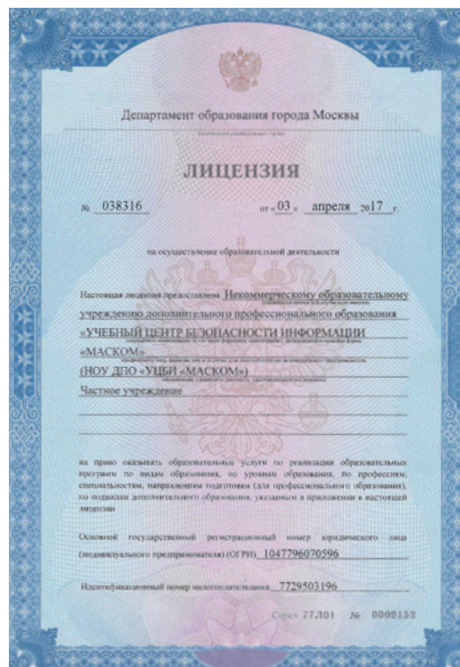 Департамент образования города Москвы
ЛИЦЕНЗИЯ
№ 038316 от « 03 » апреля 2017 г.
на осуществление образовательной деятельности
Настоящая лицензия предоставлена Некоммерческому образовательному
учреждению дополнительного профессионального образования
«УЧЕБНЫЙ ЦЕНТР БЕЗОПАСНОСТИ ИНФОРМАЦИИ
«МАСКОМ»
(НОУ ДПО «УЦБИ «МАСКОМ»)
Частное учреждение
на право оказывать образовательные услуги по реализации образовательных
программ по видам образования, по уровням образования, по профессиям,
специальностям, направлениям подготовки (для профессионального образования),
по подвидам дополнительного образования, указанным в приложении к настоящей
лицензии
Основной государственный регистрационный номер юридического лица
(индивидуального предпринимателя) (ОГРН) 1047796070596
Идентификационный номер налогоплательщика 7729503196
Серия 77Л01 № 0009152